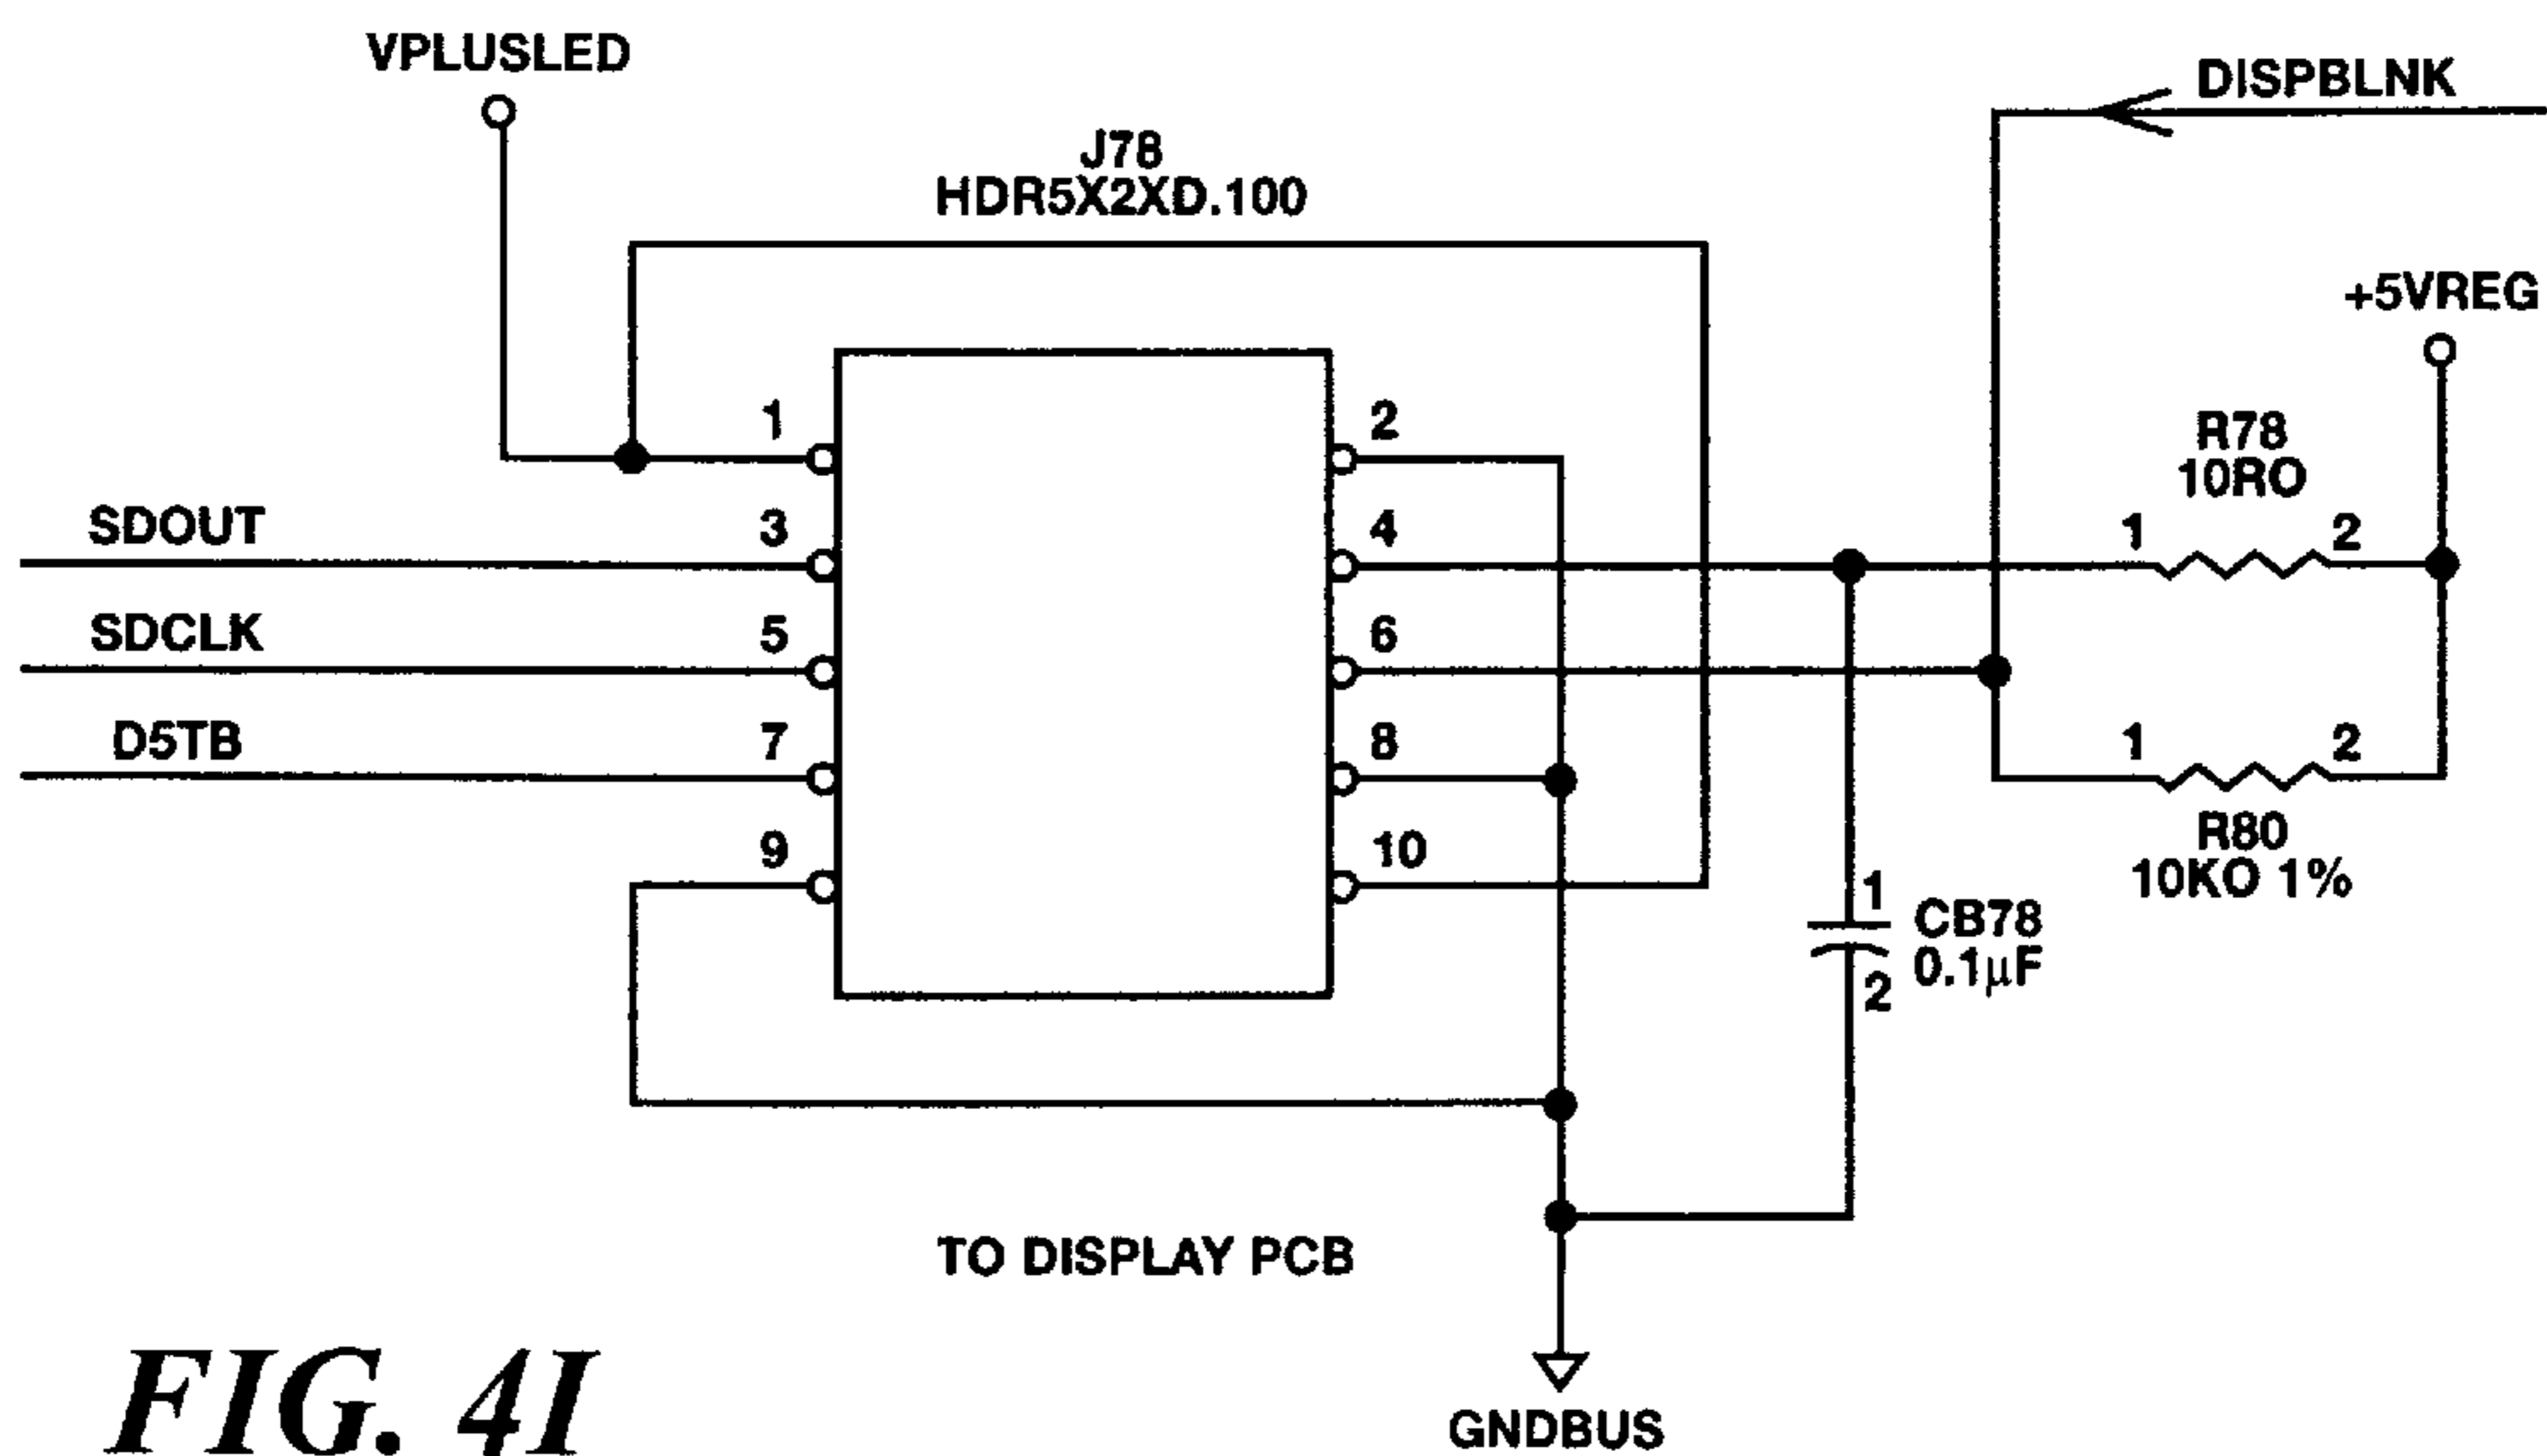 VPLUSLED
DISPBLNK
J78
HDR5X2XD.100
+5VREG
1
2
R78
10RO
SDOUT
3
4
1
2
SDCLK
5
6
D5TB
7
8
1
2
R80
10KO 1%
9
10
1
CB78
0.1µF
2
TO DISPLAY PCB
FIG. 4I
GNDBUS